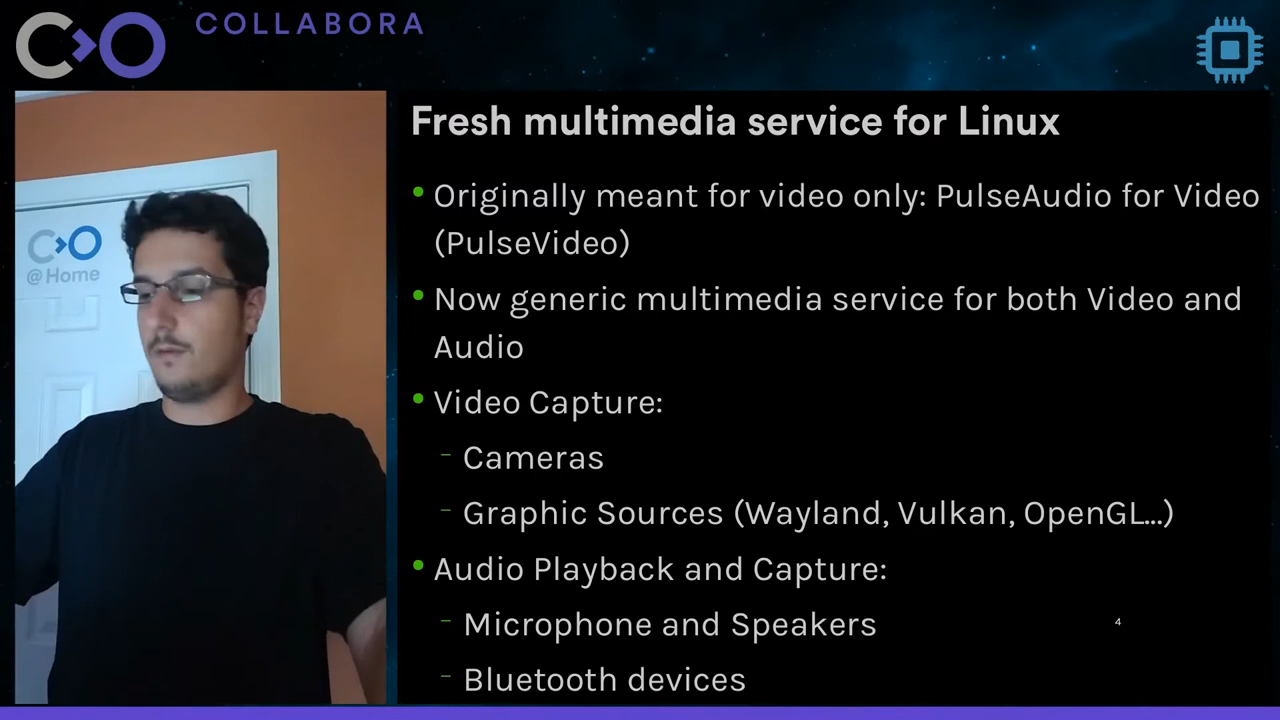 COLLABORA
@Home
Fresh multimedia service for Linux
• Originally meant for video only: PulseAudio for Video
(PulseVideo)
• Now generic multimedia service for both Video and
Audio
• Video Capture:
– Cameras
– Graphic Sources (Wayland, Vulkan, OpenGL...)
• Audio Playback and Capture:
– Microphone and Speakers
4
– Bluetooth devices